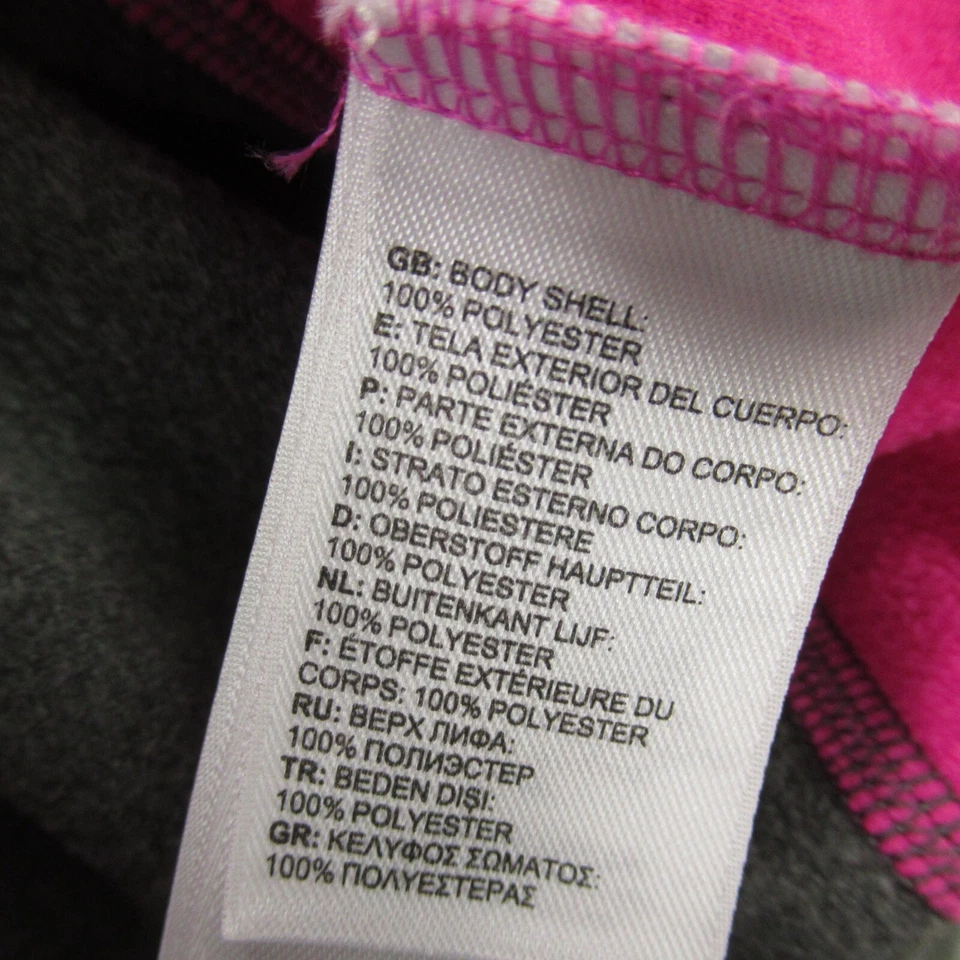 GB: BODY SHELL:
100% POLYESTER
E: TELA EXTERIOR DEL CUERPO:
100% POLIÉSTER
P: PARTE EXTERNA DO CORPO:
100% POLIÉSTER
I: STRATO ESTERNO CORPO:
100% POLIESTERE
D: OBERSTOFF HAUPTTEIL:
100% POLYESTER
NL: BUITENKANT LIJF:
100% POLYESTER
F: ÉTOFFE EXTÉRIEURE DU
CORPS: 100% POLYESTER
RU: ВЕРХ ЛИФА:
100% ПОЛИЭСТЕР
TR: BEDEN DIŞI:
100% POLYESTER
GR: ΚΕΛΥΦΟΣ ΣΩΜΑΤΟΣ:
100% ΠΟΛΥΕΣΤΕΡΑΣ